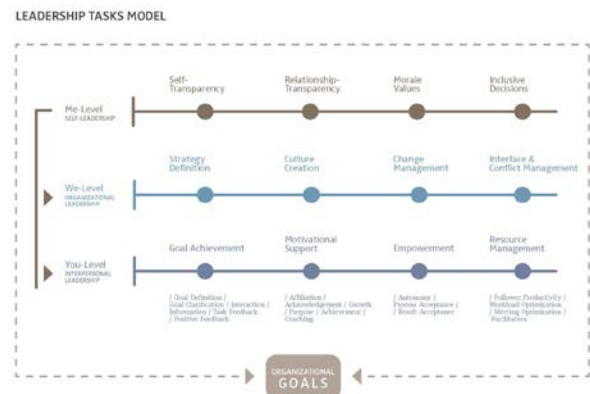 LEADERSHIP TASKS MODEL
Self-
Transparency
Relationship-
Transparency
Morale
Values
Inclusive
Decisions
Me-Level
SELF-LEADERSHIP
Strategy
Definition
Culture
Creation
Change
Management
Interface &
Conflict Management
We-Level
ORGANIZATIONAL
LEADERSHIP
Goal Achievement
Motivational
Support
Empowerment
Resource
Management
You-Level
INTERPERSONAL
LEADERSHIP
/ Goal Definition /
Goal Clarification / Interaction /
Information / Task Feedback
/ Positive Feedback
/ Affiliation /
Acknowledgement / Growth
/ Purpose / Achievement /
Coaching
/ Autonomy /
Process Acceptance /
/ Result Acceptance
/ Follower Productivity /
Workload Optimization
/ Meeting Optimization /
Facilitation
ORGANIZATIONAL
GOALS